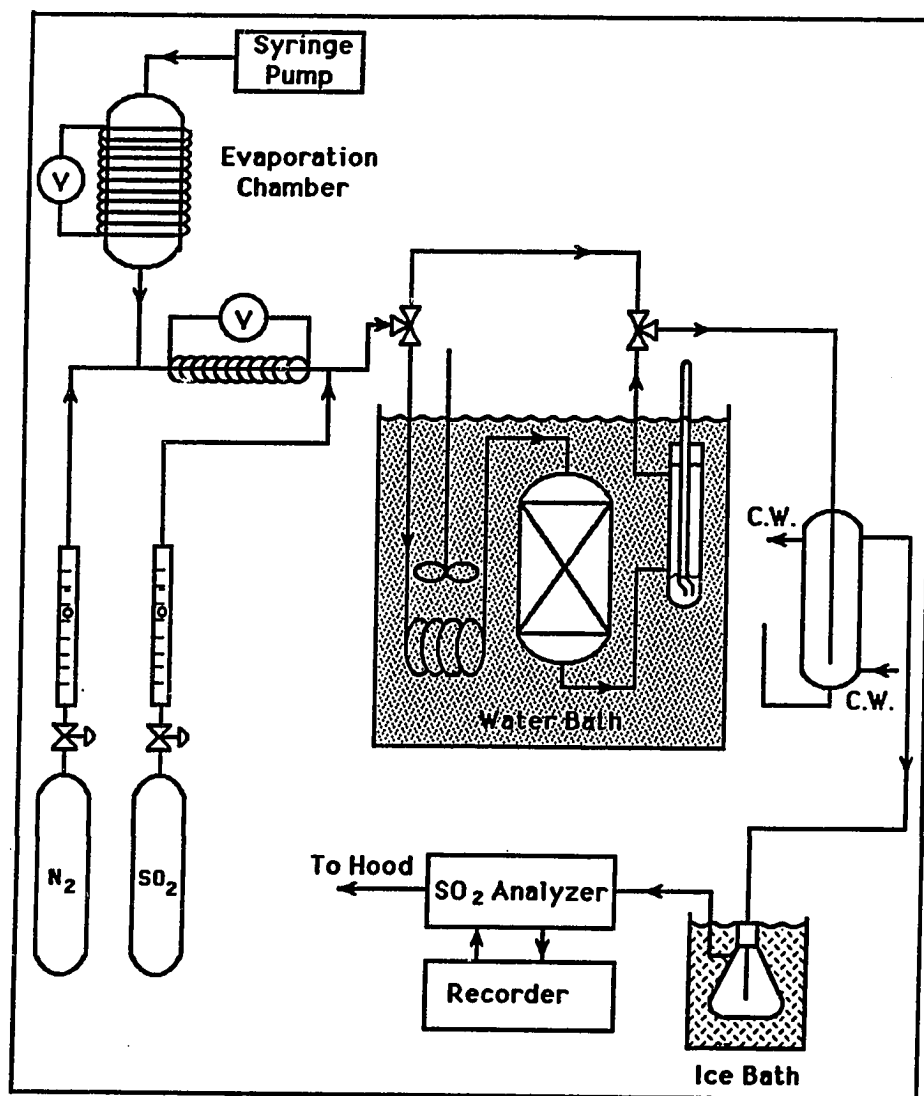 Syringe
Pump
Evaporation
Chamber
V
V
C.W.
C.W.
Water Bath
N₂
SO₂
To Hood
SO₂ Analyzer
Recorder
Ice Bath